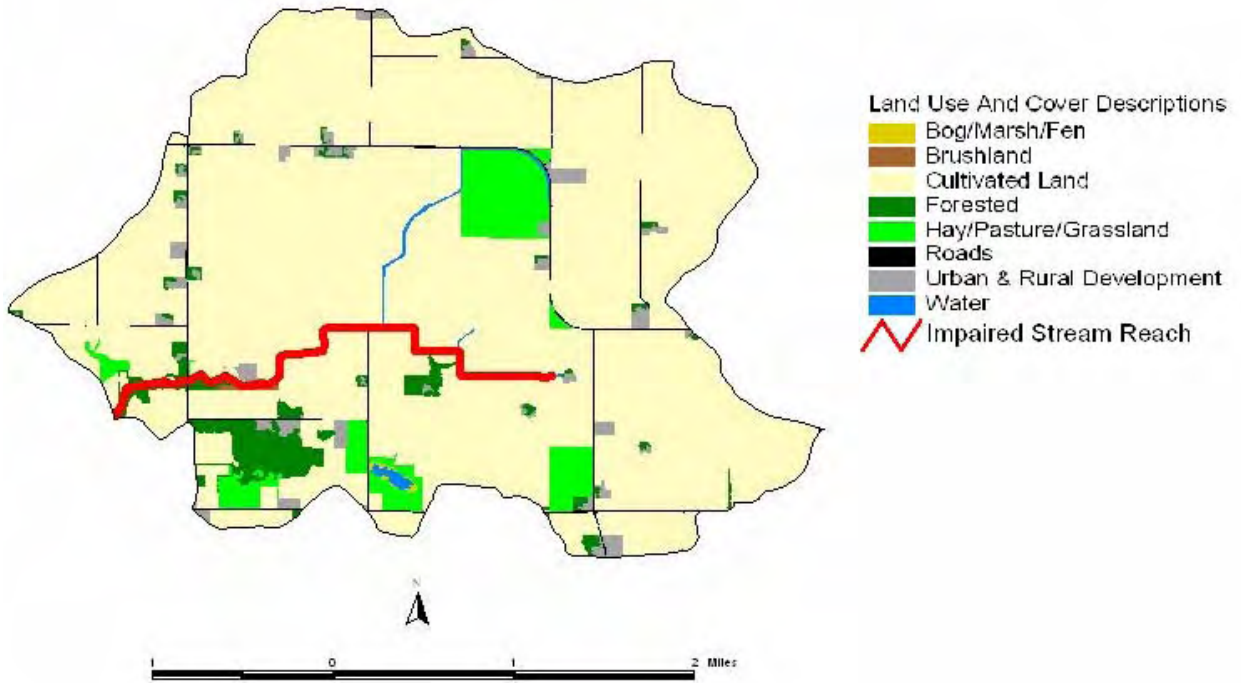 Land Use And Cover Descriptions
Bog/Marsh/Fen
Brushland
Cultivated Land
Forested
Hay/Pasture/Grassland
Roads
Urban & Rural Development
Water
Impaired Stream Reach
N
1 0 1 2 Miles